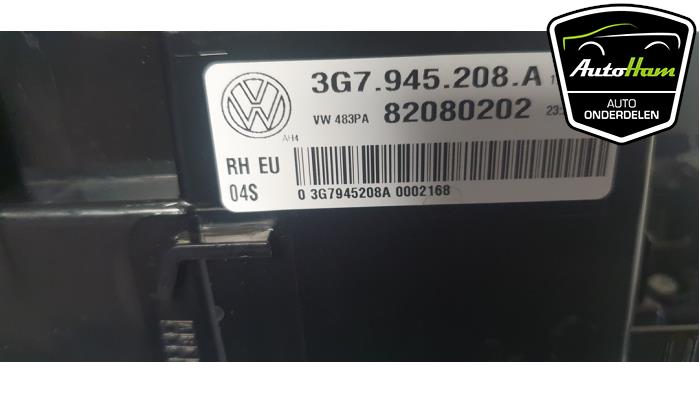 AutoHam
AUTO
ONDERDELEN
3G7.945.208.A
VW 483PA 82080202
AH4
RH EU
04S
0 3G7945208A 0002168